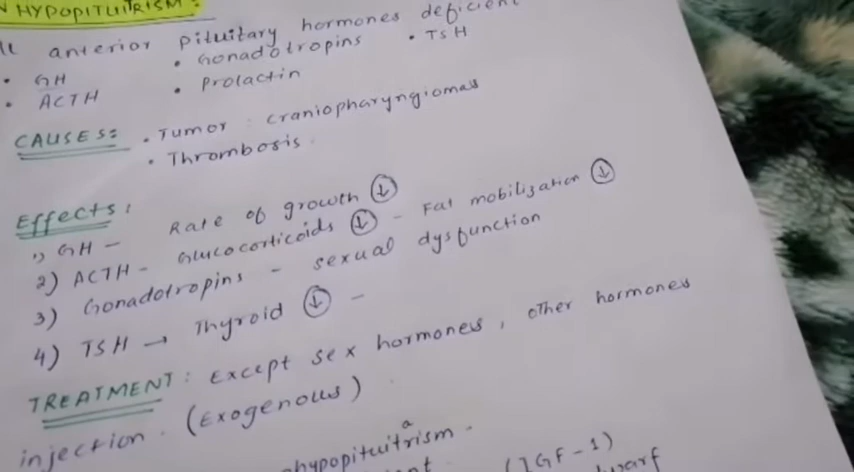 HYPOPITUITRISM:
anterior pituitary hormones deficient
• GH • Gonadotropins • TSH
• ACTH • Prolactin
CAUSES: • Tumor: craniopharyngiomas
• Thrombosis.
Effects:
1) GH - Rate of growth ↓
2) ACTH - Glucocorticoids ↓ - Fat mobilization ↓
3) Gonadotropins - sexual dysfunction
4) TSH → Thyroid ↓ -
TREATMENT: Except sex hormones, other hormones
injection. (Exogenous)
hypopituitarism -
(IGF-1)